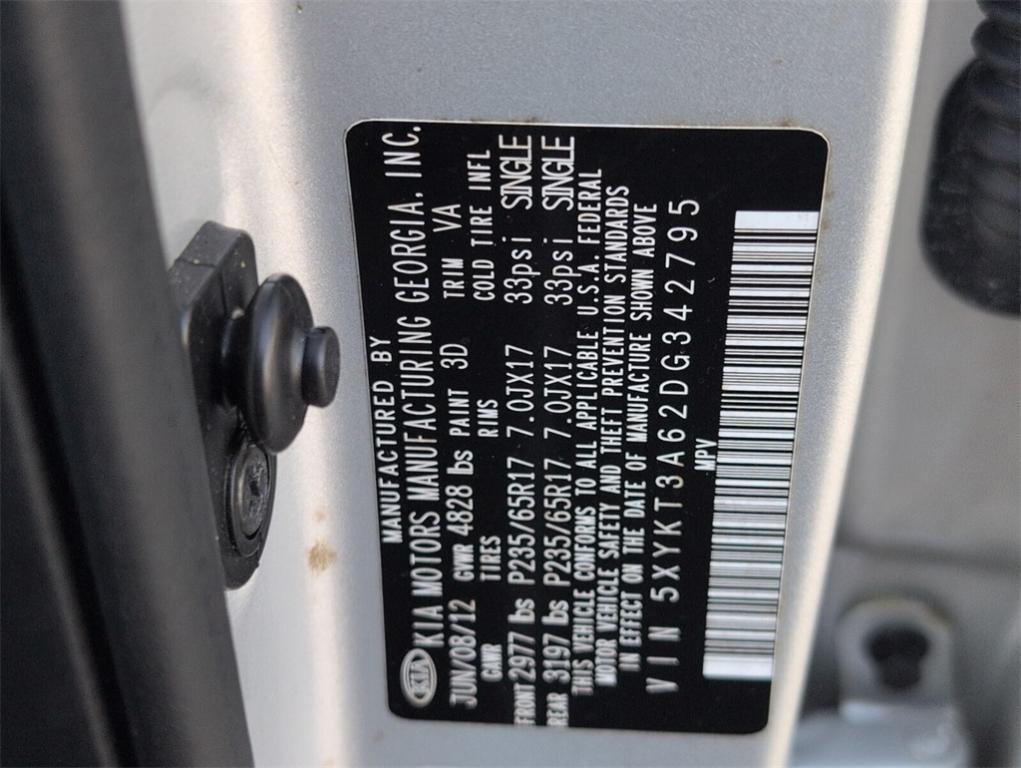 MANUFACTURED BY
KIA KIA MOTORS MANUFACTURING GEORGIA, INC.
JUN/08/12 GVWR 4828 lbs PAINT 3D TRIM VA
GAWR TIRES RIMS COLD TIRE INFL
FRONT 2977 lbs P235/65R17 7.0JX17 33psi SINGLE
REAR 3197 lbs P235/65R17 7.0JX17 33psi SINGLE
THIS VEHICLE CONFORMS TO ALL APPLICABLE U.S.A. FEDERAL
MOTOR VEHICLE SAFETY AND THEFT PREVENTION STANDARDS
IN EFFECT ON THE DATE OF MANUFACTURE SHOWN ABOVE
VIN 5XYKT3A62DG342795
MPV